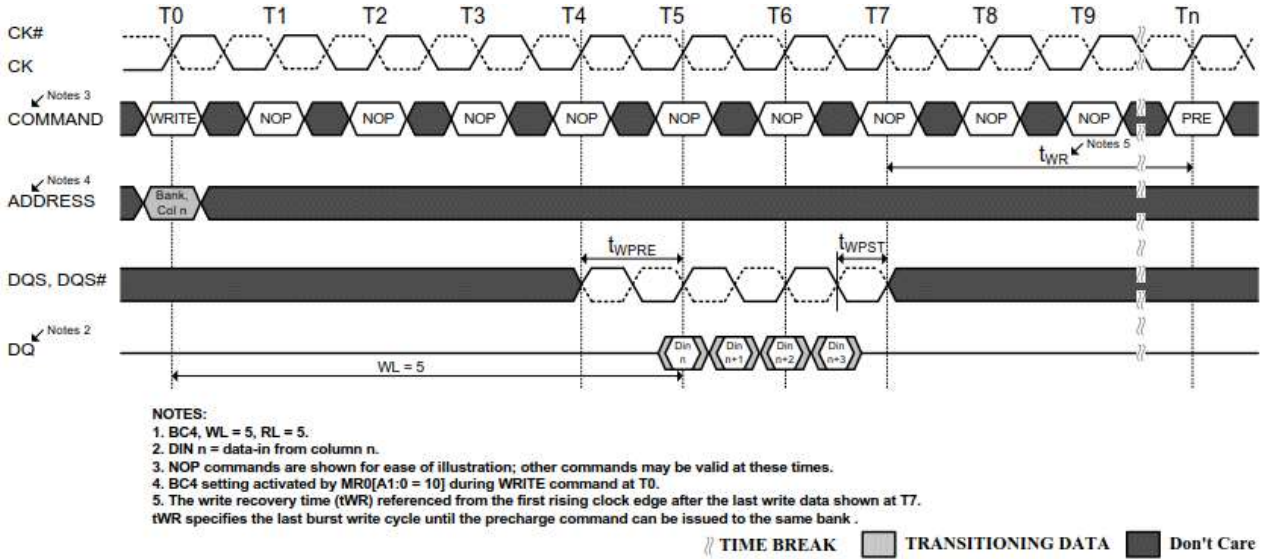 T0 T1 T2 T3 T4 T5 T6 T7 T8 T9 Tn
CK#
CK
Notes 3
COMMAND WRITE NOP NOP NOP NOP NOP NOP NOP NOP NOP PRE
tWR Notes 5
Notes 4
ADDRESS Bank, Col n
tWPRE tWPST
DQS, DQS#
Notes 2
DQ Din n Din n+1 Din n+2 Din n+3
WL = 5
NOTES:
1. BC4, WL = 5, RL = 5.
2. DIN n = data-in from column n.
3. NOP commands are shown for ease of illustration; other commands may be valid at these times.
4. BC4 setting activated by MR0[A1:0 = 10] during WRITE command at T0.
5. The write recovery time (tWR) referenced from the first rising clock edge after the last write data shown at T7.
tWR specifies the last burst write cycle until the precharge command can be issued to the same bank .
TIME BREAK TRANSITIONING DATA Don't Care